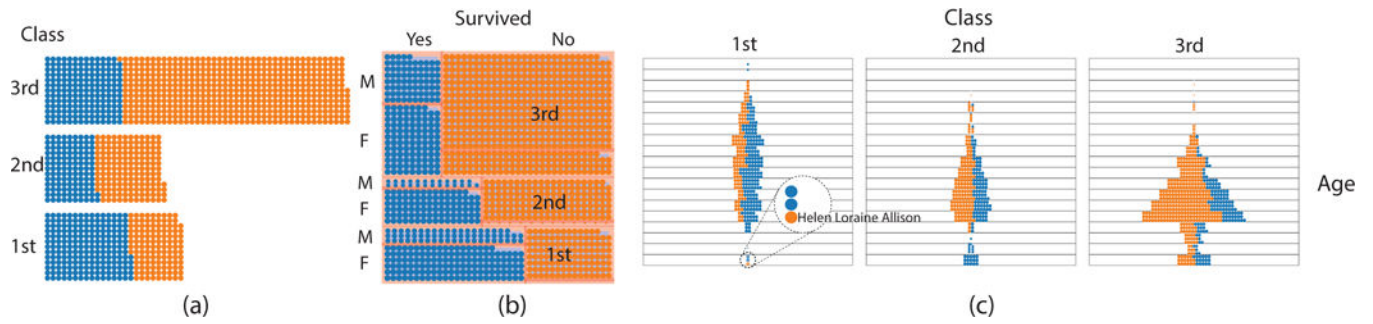 Class
3rd
2nd
1st
(a)
Survived
Yes No
M
F
3rd
M
F
2nd
M
F
1st
(b)
Class
1st 2nd 3rd
Helen Loraine Allison
Age
(c)